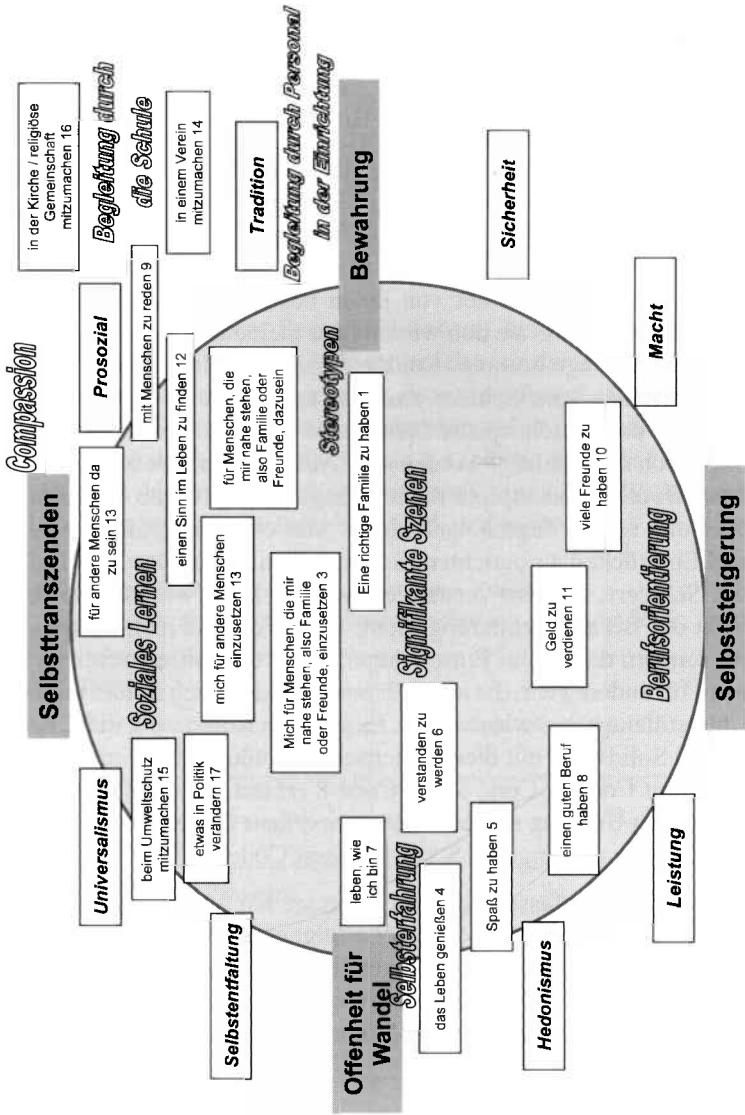 Compassion
in der Kirche / religiöse
Gemeinschaft
mitzumachen 16
Selbsttranszenden
Universalismus
für andere Menschen da
zu sein 13
Prosozial
Begleitung durch
die Schule
beim Umweltschutz
mitzumachen 15
Soziales Lernen
mit Menschen zu reden 9
in einem Verein
mitzumachen 14
etwas in Politik
verändern 17
einen Sinn im Leben zu finden 12
Selbstentfaltung
mich für andere Menschen
einzusetzen 13
für Menschen, die
mir nahe stehen,
also Familie oder
Freunde, dazusein
Tradition
Begleitung durch Personal
in der Einrichtung
Mich für Menschen, die mir
nahe stehen, also Familie
oder Freunde, einzusetzen 3
Stereotypen
Offenheit für
Wandel
leben, wie
ich bin 7
Eine richtige Familie zu haben 1
Bewahrung
Selbsterfahrung
Signifikante Szenen
das Leben genießen 4
verstanden zu
werden 6
Spaß zu haben 5
Sicherheit
Hedonismus
einen guten Beruf
haben 8
Geld zu
verdienen 11
viele Freunde zu
haben 10
Leistung
Berufsorientierung
Macht
Selbststeigerung